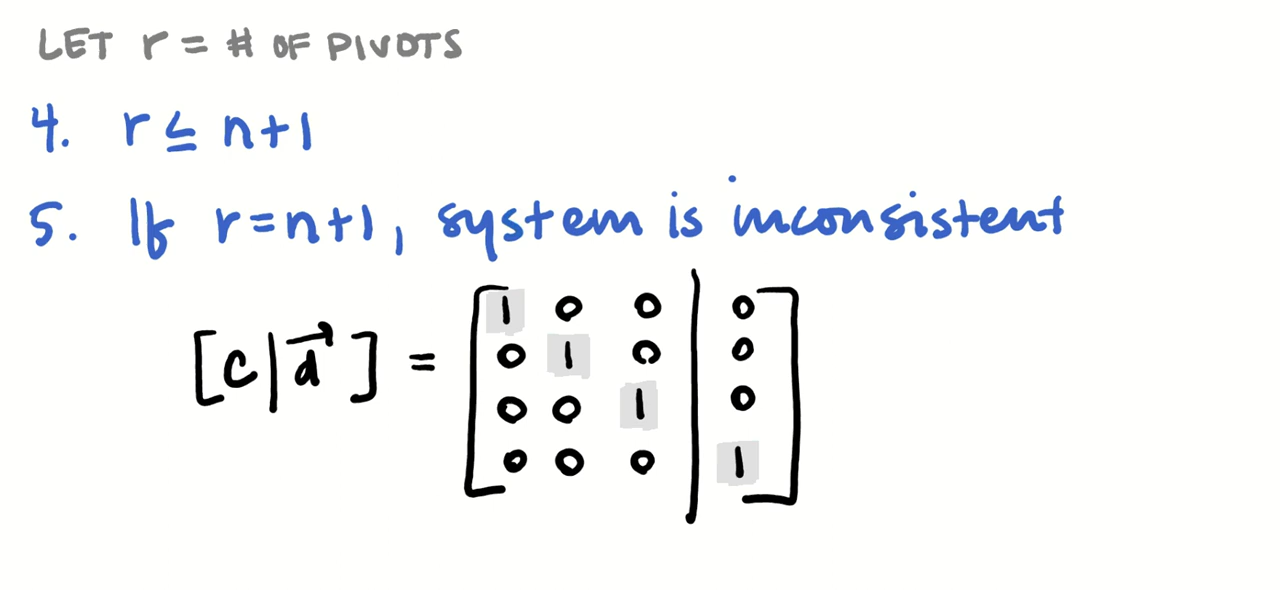 LET r = # OF PIVOTS
4. r ≤ n+1
5. If r=n+1, system is inconsistent
[C|d⃗] = [1 0 0 | 0
0 1 0 | 0
0 0 1 | 0
0 0 0 | 1]